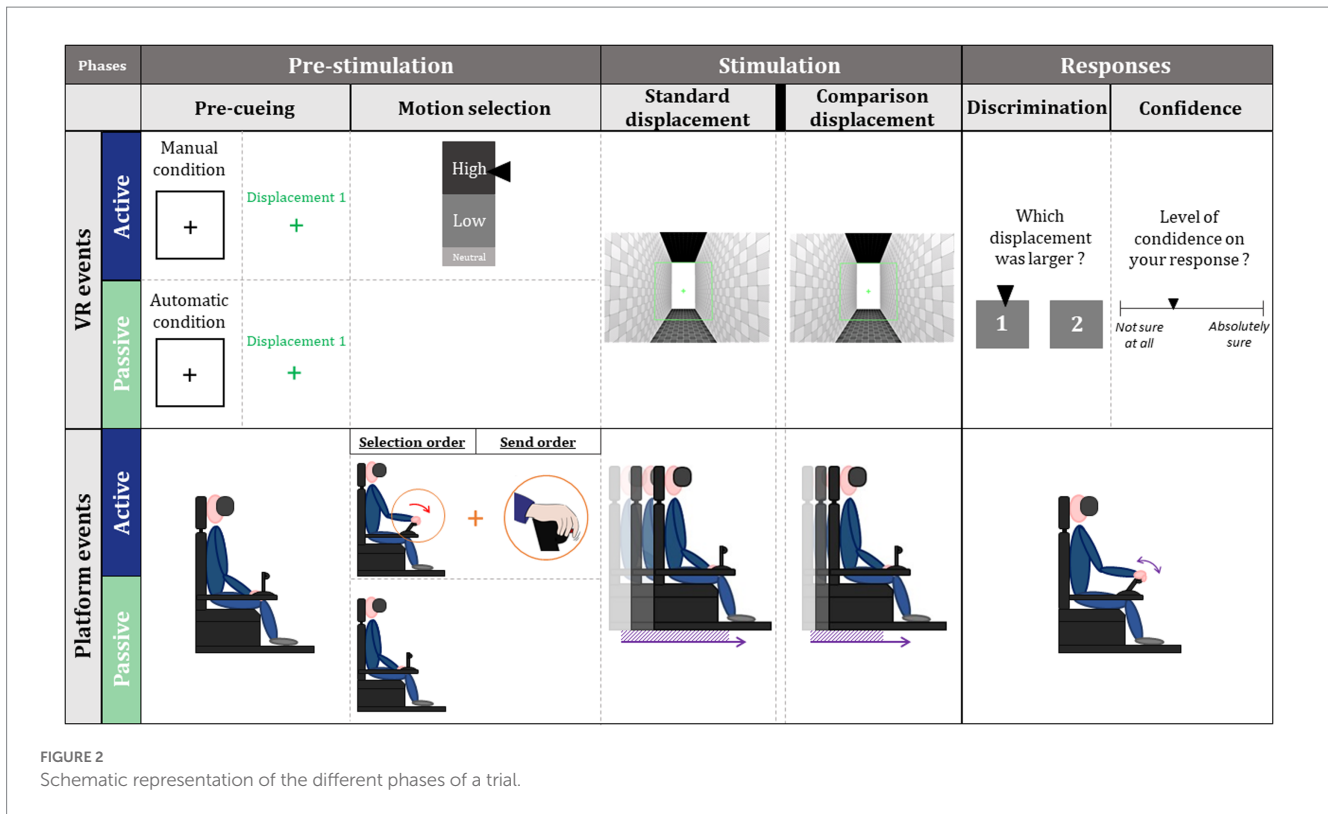 Phases
Pre-stimulation
Stimulation
Responses
Pre-cueing
Motion selection
Standard
displacement
Comparison
displacement
Discrimination
Confidence
VR events
Active
Manual
condition
+
Displacement 1
+
High
Low
Neutral
Which
displacement
was larger ?
1
2
Level of
condidence on
your response ?
Not sure
at all
Absolutely
sure
Passive
Automatic
condition
+
Displacement 1
+
Platform events
Active
Selection order
Send order
+
Passive
FIGURE 2
Schematic representation of the different phases of a trial.